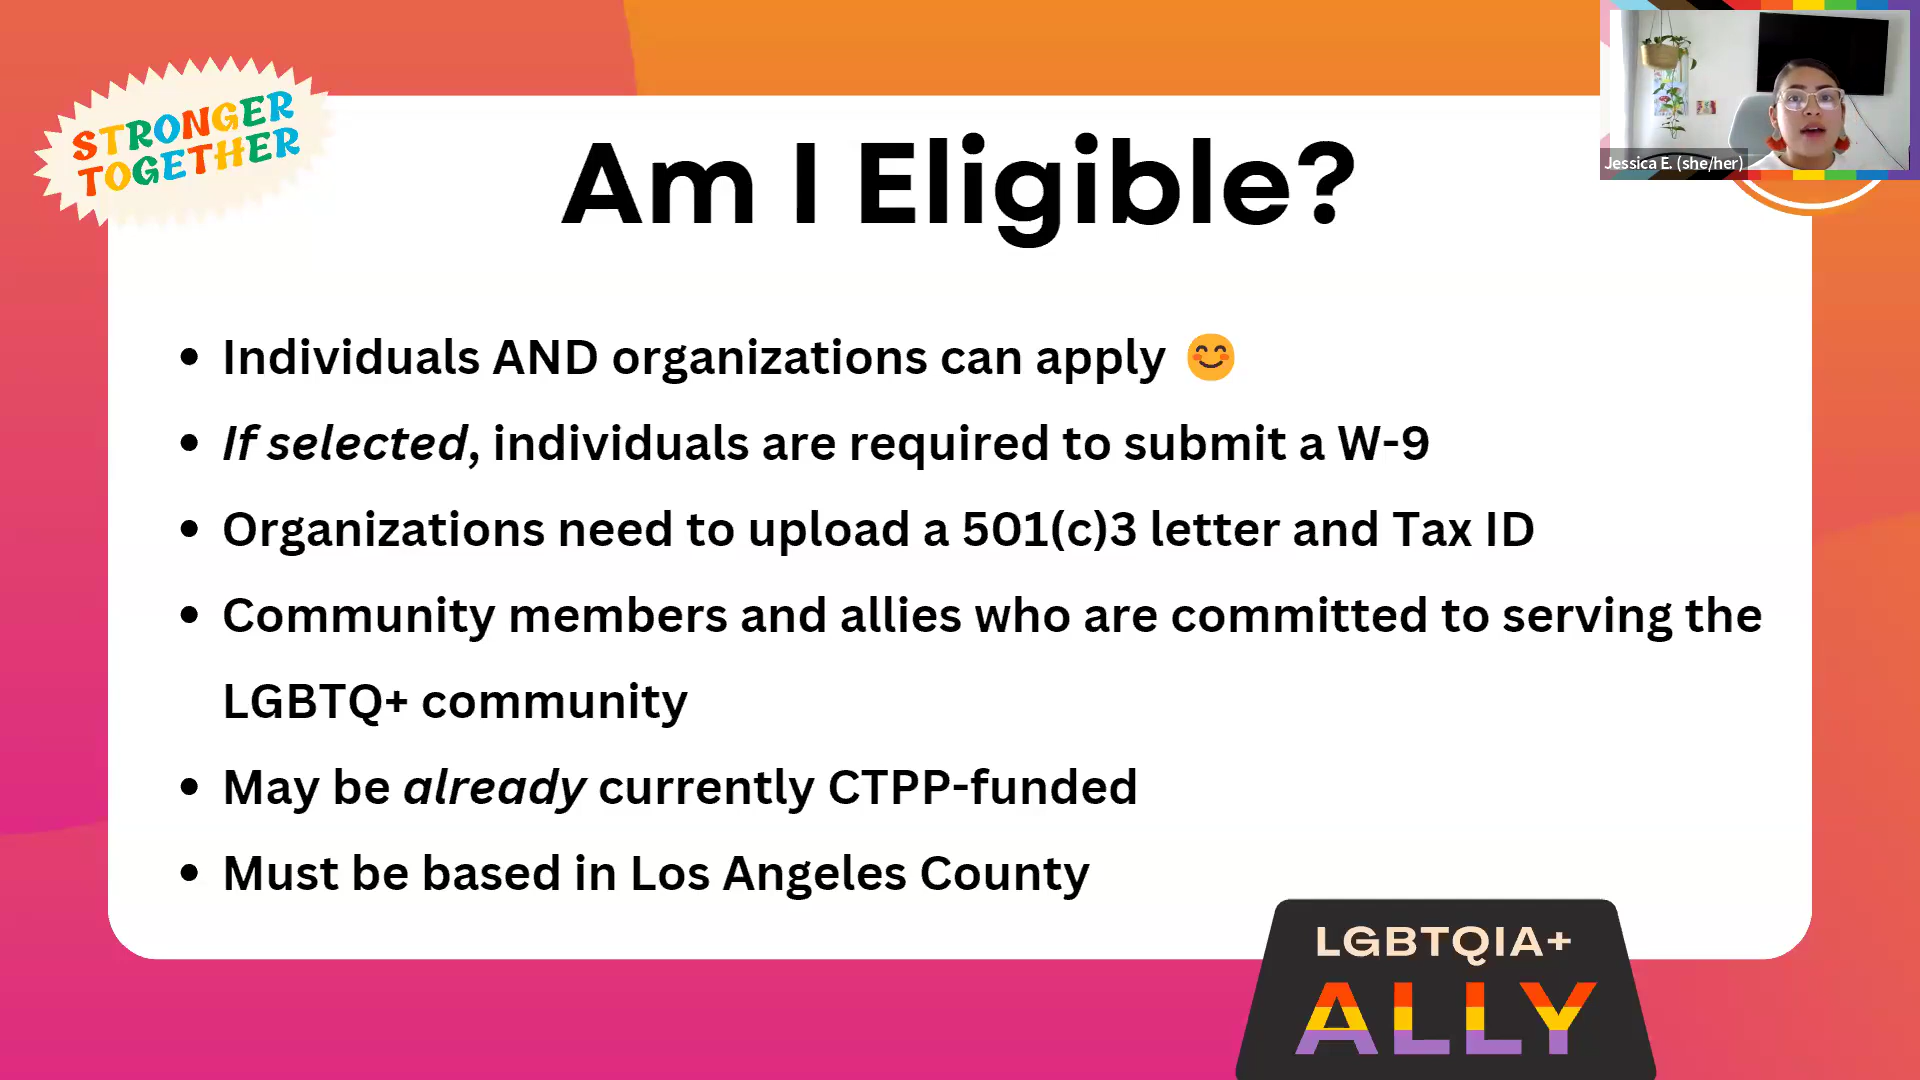 STRONGER
TOGETHER
Am I Eligible?
Jessica E. (she/her)
• Individuals AND organizations can apply 😊
• If selected, individuals are required to submit a W-9
• Organizations need to upload a 501(c)3 letter and Tax ID
• Community members and allies who are committed to serving the
LGBTQ+ community
• May be already currently CTPP-funded
• Must be based in Los Angeles County
LGBTQIA+
ALLY